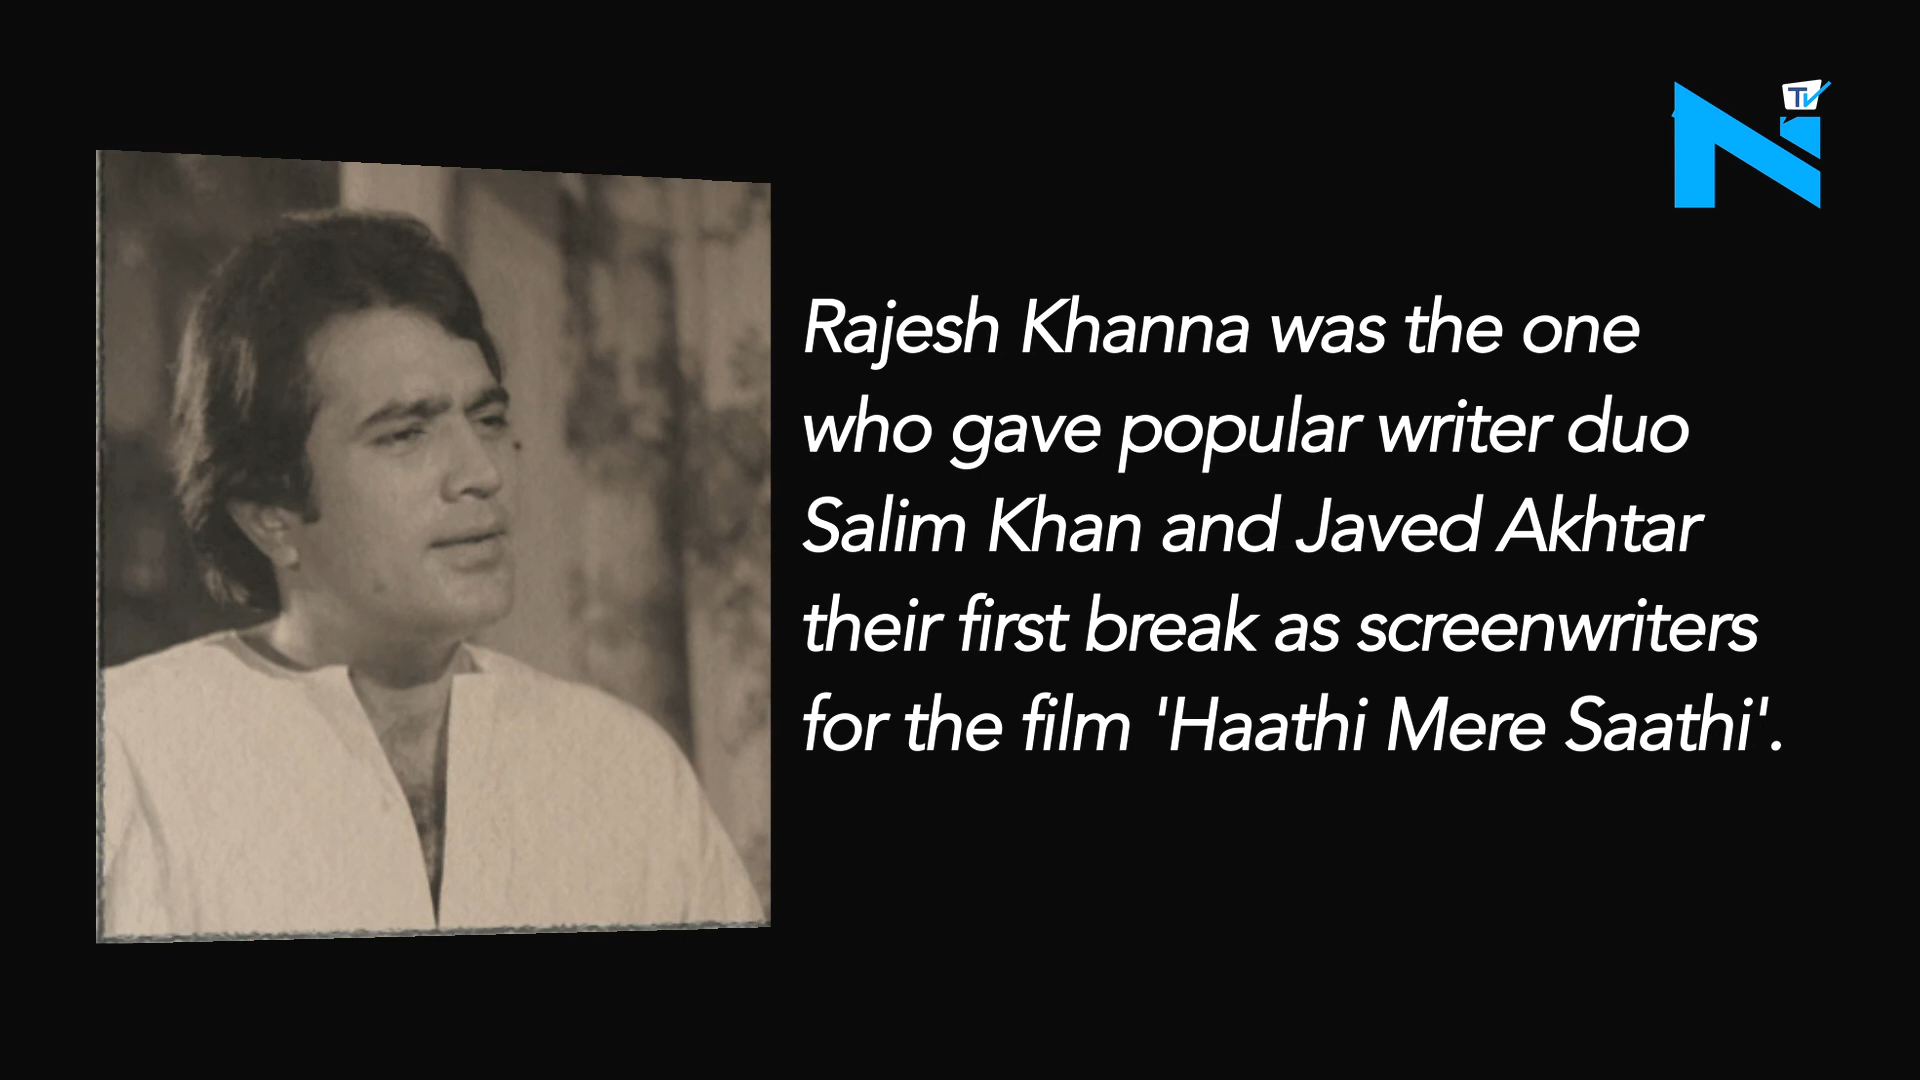 TV
Rajesh Khanna was the one
who gave popular writer duo
Salim Khan and Javed Akhtar
their first break as screenwriters
for the film 'Haathi Mere Saathi'.